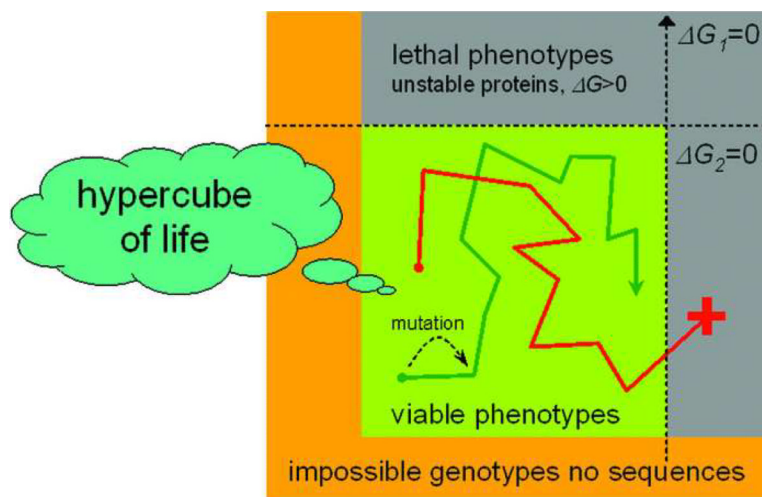 lethal phenotypes
unstable proteins, ΔG>0
ΔG1=0
ΔG2=0
hypercube
of life
mutation
viable phenotypes
impossible genotypes no sequences